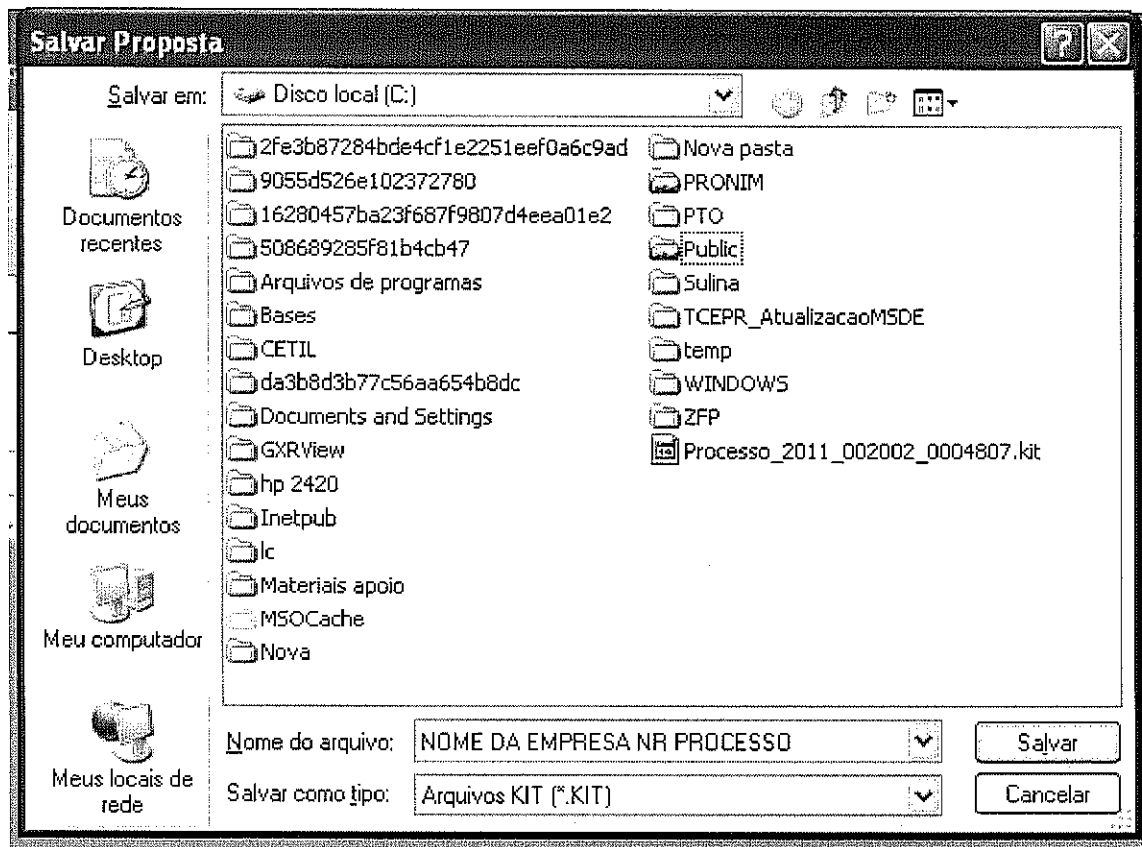 Salvar Proposta
Salvar em:
Disco local (C:)
Documentos
recentes
Desktop
Meus
documentos
Meu computador
Meus locais de
rede
2fe3b87284bde4cf1e2251eef0a6c9ad
9055d526e102372780
16280457ba23f687f9807d4eea01e2
508689285f81b4cb47
Arquivos de programas
Bases
CETIL
da3b8d3b77c56aa654b8dc
Documents and Settings
GXRView
hp 2420
Inetpub
lc
Materiais apoio
MSOCache
Nova
Nova pasta
PRONIM
PTO
Public
Sulina
TCEPR_AtualizacaoMSDE
temp
WINDOWS
ZFP
Processo_2011_002002_0004807.kit
Nome do arquivo:
NOME DA EMPRESA NR PROCESSO
Salvar
Salvar como tipo:
Arquivos KIT (*.KIT)
Cancelar